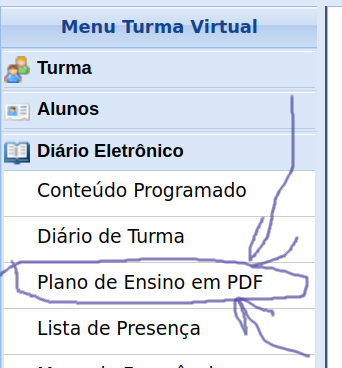 Menu Turma Virtual
Turma
Alunos
Diário Eletrônico
Conteúdo Programado
Diário de Turma
Plano de Ensino em PDF
Lista de Presença